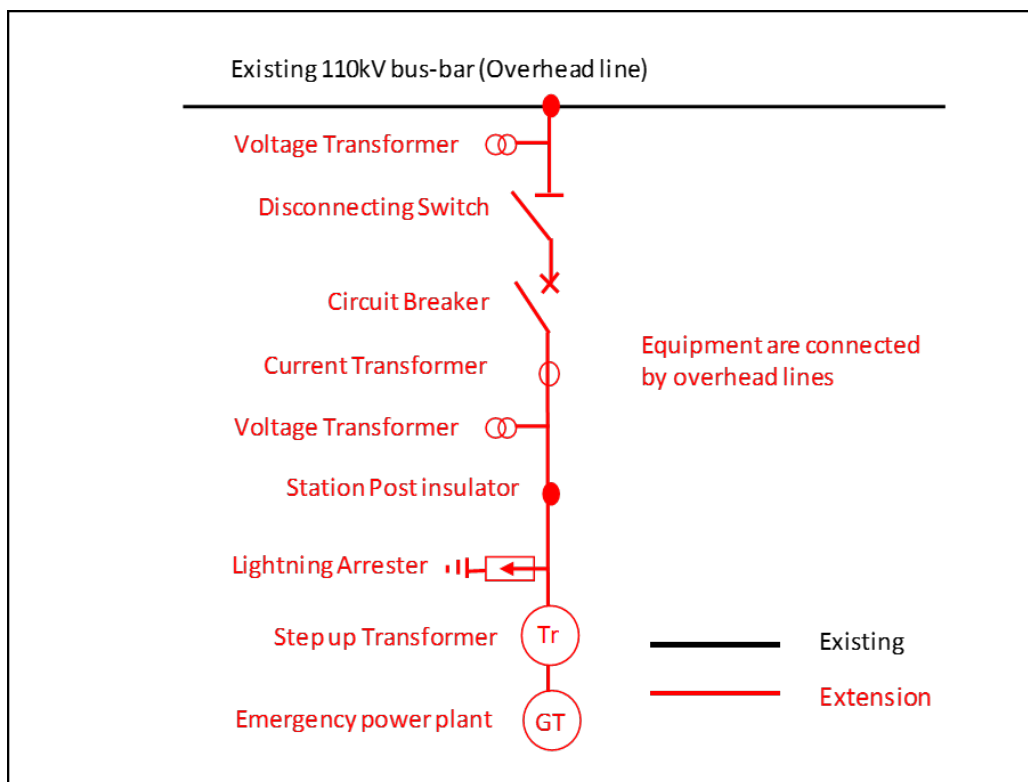 Existing 110kV bus-bar (Overhead line)
Voltage Transformer
Disconnecting Switch
Circuit Breaker
Current Transformer
Equipment are connected
by overhead lines
Voltage Transformer
Station Post insulator
Lightning Arrester
Step up Transformer
Tr
Existing
Emergency power plant
GT
Extension